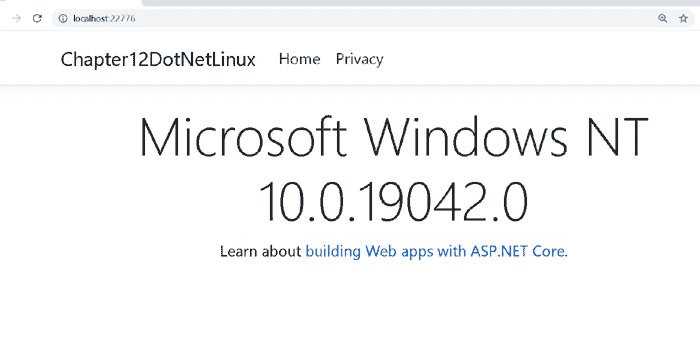 localhost:22776
Chapter12DotNetLinux Home Privacy
Microsoft Windows NT
10.0.19042.0
Learn about building Web apps with ASP.NET Core.